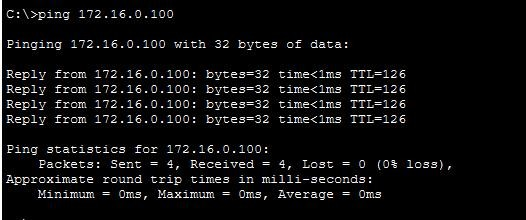 C:\>ping 172.16.0.100
Pinging 172.16.0.100 with 32 bytes of data:
Reply from 172.16.0.100: bytes=32 time<1ms TTL=126
Reply from 172.16.0.100: bytes=32 time<1ms TTL=126
Reply from 172.16.0.100: bytes=32 time<1ms TTL=126
Reply from 172.16.0.100: bytes=32 time<1ms TTL=126
Ping statistics for 172.16.0.100:
    Packets: Sent = 4, Received = 4, Lost = 0 (0% loss),
Approximate round trip times in milli-seconds:
    Minimum = 0ms, Maximum = 0ms, Average = 0ms